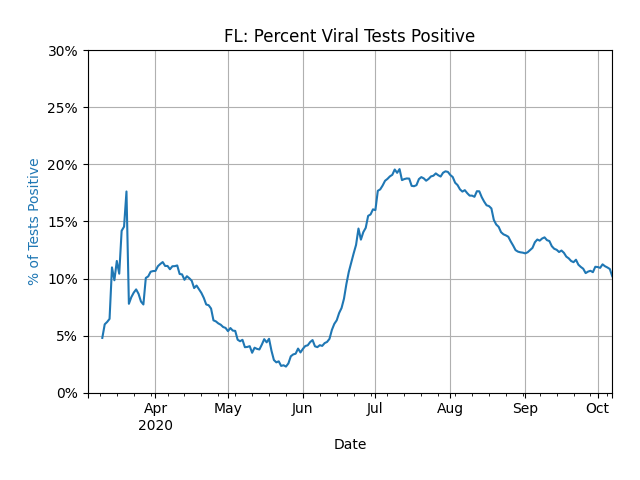 FL: Percent Viral Tests Positive
30%
25%
20%
15%
10%
5%
0%
% of Tests Positive
Apr
2020
May
Jun
Jul
Aug
Sep
Oct
Date